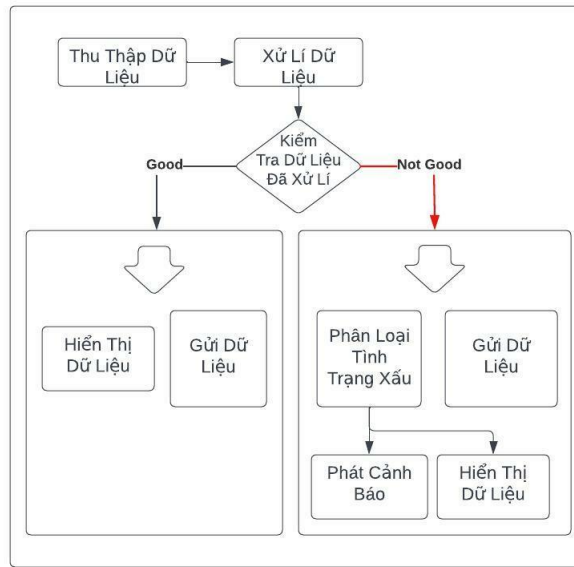 Thu Thập Dữ
Liệu
Xử Lí Dữ
Liệu
Kiểm
Tra Dữ Liệu
Đã Xử Lí
Good
Not Good
Hiển Thị
Dữ Liệu
Gửi Dữ
Liệu
Phân Loại
Tình
Trạng Xấu
Gửi Dữ
Liệu
Phát Cảnh
Báo
Hiển Thị
Dữ Liệu